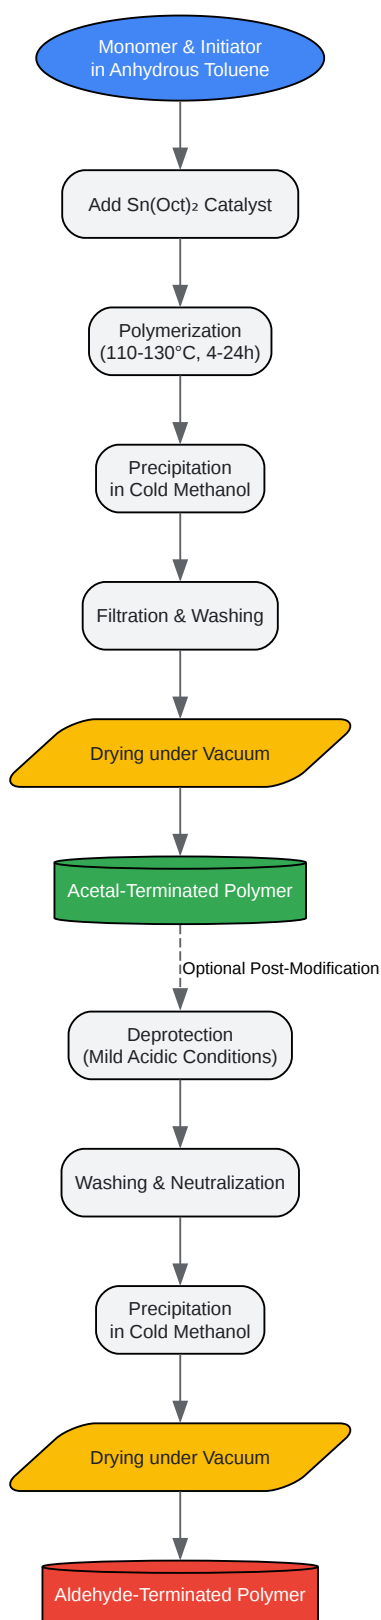 Monomer & Initiator
in Anhydrous Toluene
Add Sn(Oct)₂ Catalyst
Polymerization
(110-130°C, 4-24h)
Precipitation
in Cold Methanol
Filtration & Washing
Drying under Vacuum
Acetal-Terminated Polymer
Optional Post-Modification
Deprotection
(Mild Acidic Conditions)
Washing & Neutralization
Precipitation
in Cold Methanol
Drying under Vacuum
Aldehyde-Terminated Polymer